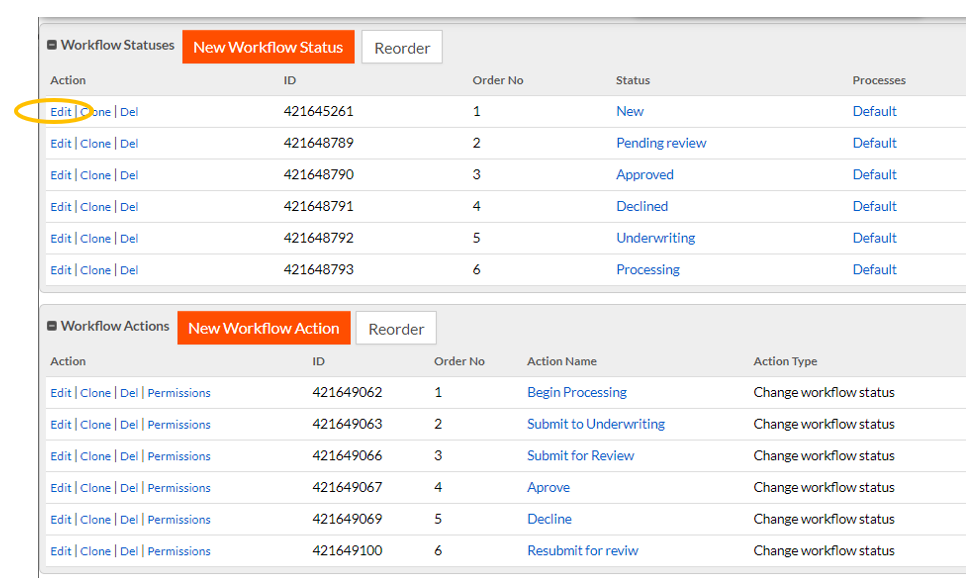 Workflow Statuses New Workflow Status Reorder
Action ID Order No Status Processes
Edit | Clone | Del 421645261 1 New Default
Edit | Clone | Del 421648789 2 Pending review Default
Edit | Clone | Del 421648790 3 Approved Default
Edit | Clone | Del 421648791 4 Declined Default
Edit | Clone | Del 421648792 5 Underwriting Default
Edit | Clone | Del 421648793 6 Processing Default
Workflow Actions New Workflow Action Reorder
Action ID Order No Action Name Action Type
Edit | Clone | Del | Permissions 421649062 1 Begin Processing Change workflow status
Edit | Clone | Del | Permissions 421649063 2 Submit to Underwriting Change workflow status
Edit | Clone | Del | Permissions 421649066 3 Submit for Review Change workflow status
Edit | Clone | Del | Permissions 421649067 4 Aprove Change workflow status
Edit | Clone | Del | Permissions 421649069 5 Decline Change workflow status
Edit | Clone | Del | Permissions 421649100 6 Resubmit for reviw Change workflow status